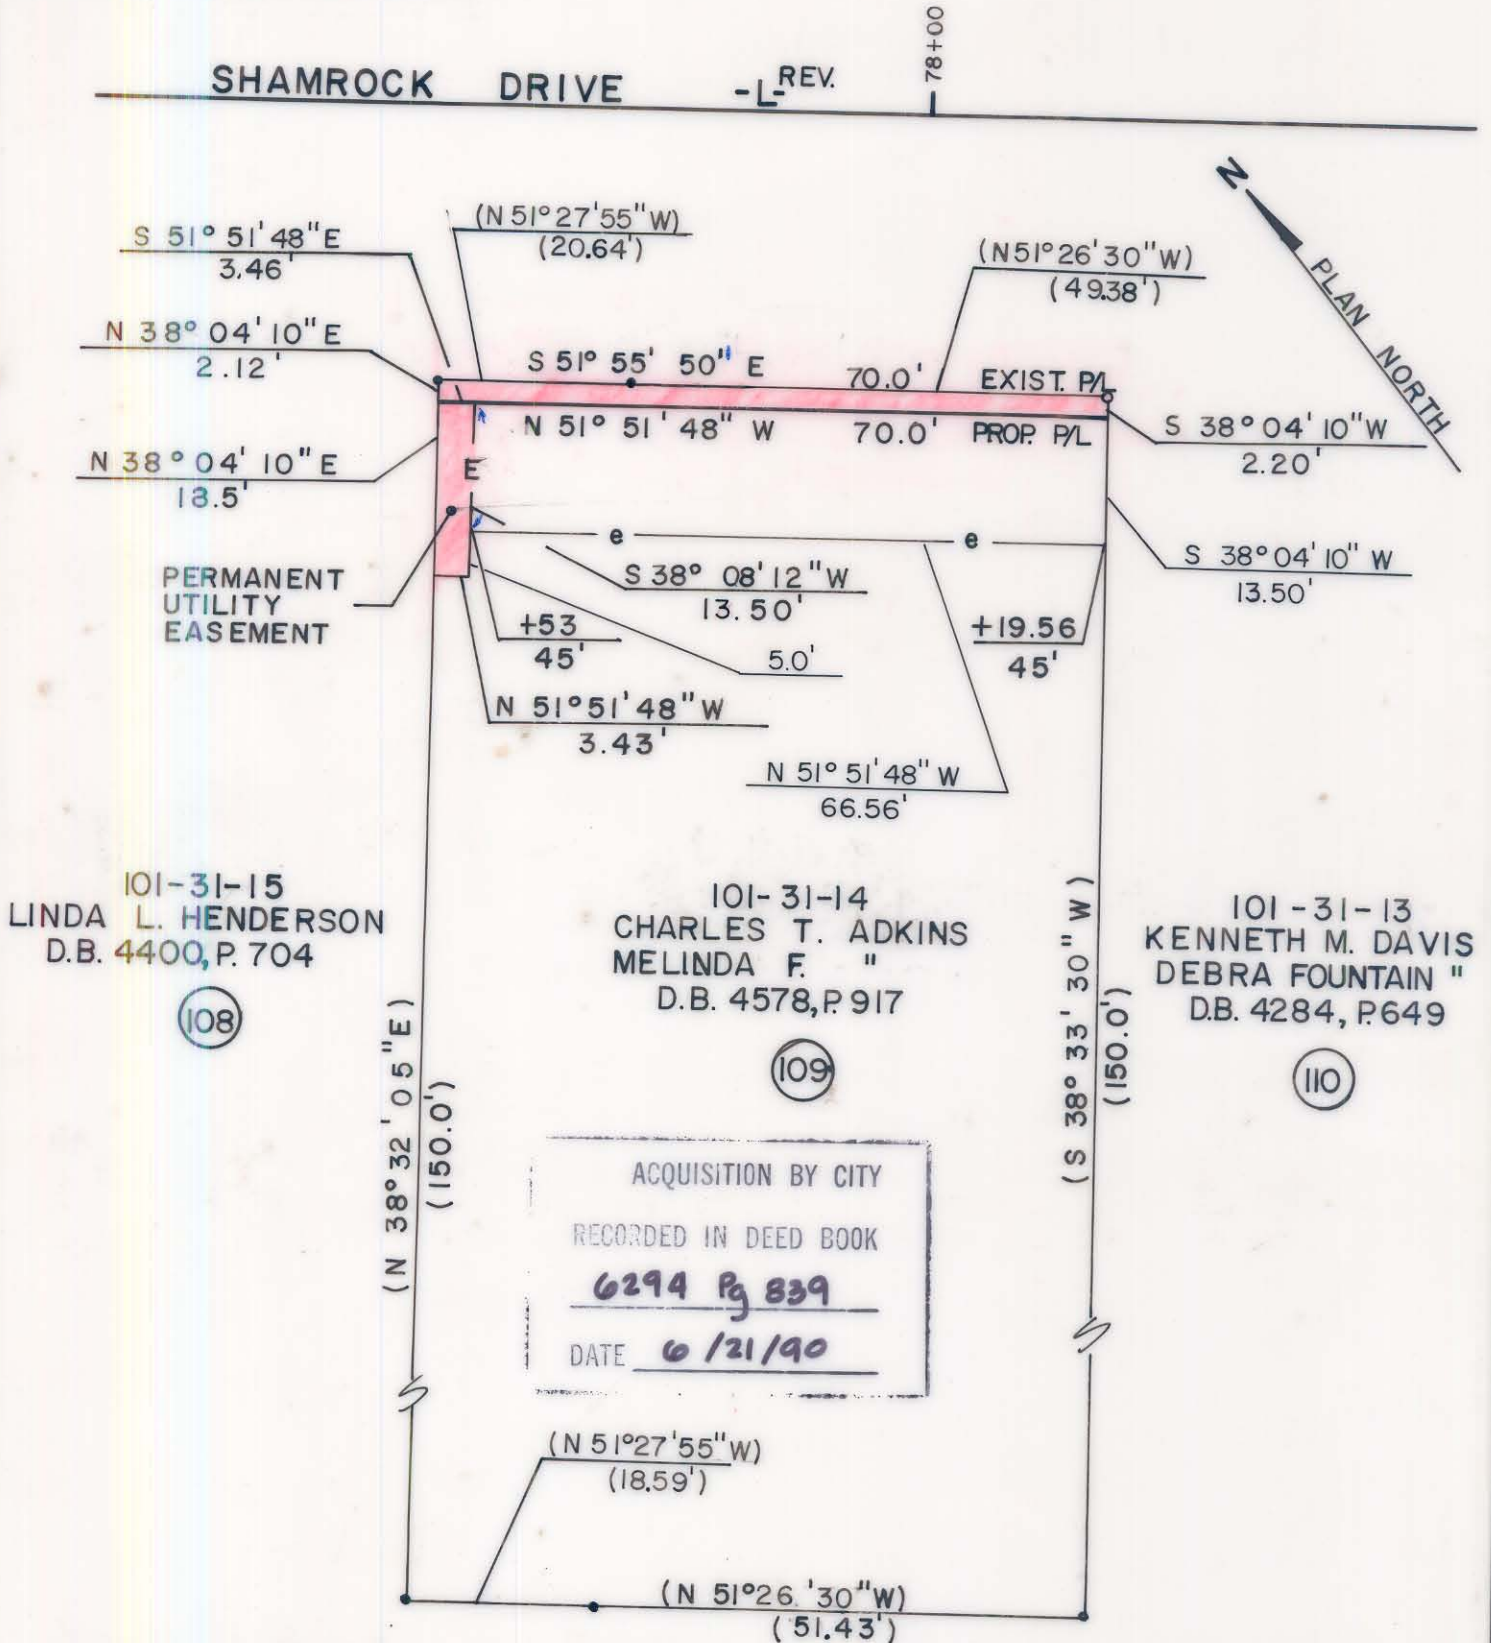 78+00
SHAMROCK DRIVE -L- REV.
N
PLAN NORTH
(N 51° 27' 55" W)
(20.64')
S 51° 51' 48" E
3.46'
(N 51° 26' 30" W)
(49.38')
N 38° 04' 10" E
2.12'
S 51° 55' 50" E 70.0' EXIST. P/L
N 51° 51' 48" W 70.0' PROP. P/L
S 38° 04' 10" W
2.20'
N 38° 04' 10" E
18.5'
E
e e
S 38° 08' 12" W
13.50'
S 38° 04' 10" W
13.50'
PERMANENT
UTILITY
EASEMENT
+53
45'
5.0'
+19.56
45'
N 51° 51' 48" W
3.43'
N 51° 51' 48" W
66.56'
101-31-15
LINDA L. HENDERSON
D.B. 4400, P. 704
108
101-31-14
CHARLES T. ADKINS
MELINDA F. "
D.B. 4578, P. 917
109
101-31-13
KENNETH M. DAVIS
DEBRA FOUNTAIN "
D.B. 4284, P. 649
110
(N 38° 32' 05" E)
(150.0')
(S 38° 33' 30" W)
(150.0')
ACQUISITION BY CITY
RECORDED IN DEED BOOK
6294 Pg 839
DATE 6/21/90
(N 51° 27' 55" W)
(18.59')
(N 51° 26. '30" W)
(51.43')